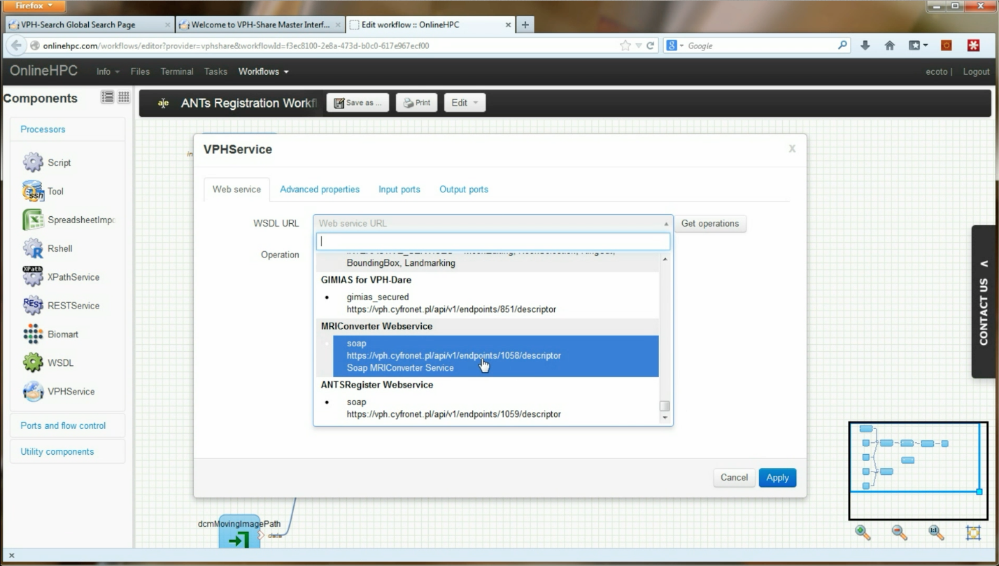 Firefox
VPH-Search Global Search Page
Welcome to VPH-Share Master Interf...
Edit workflow :: OnlineHPC
onlinehpc.com/workflows/editor?provider=vphshare&workflowId=f3ec8100-2e8a-473d-b0c0-617e967ecf00
Google
OnlineHPC
Info
Files
Terminal
Tasks
Workflows
ecoto |
Logout
Components
ANTs Registration Workfl
Save as ...
Print
Edit
Processors
Script
Tool
SpreadsheetImpo
Rshell
XPathService
RESTService
Biomart
WSDL
VPHService
Ports and flow control
Utility components
in
VPHService
x
Web service
Advanced properties
Input ports
Output ports
WSDL URL
Web service URL
Get operations
Operation
BoundingBox, Landmarking
GIMIAS for VPH-Dare
• gimias_secured
https://vph.cyfronet.pl/api/v1/endpoints/851/descriptor
MRIConverter Webservice
soap
https://vph.cyfronet.pl/api/v1/endpoints/1058/descriptor
Soap MRIConverter Service
ANTSRegister Webservice
• soap
https://vph.cyfronet.pl/api/v1/endpoints/1059/descriptor
Cancel
Apply
CONTACT US
dcmMovingImagePath
data